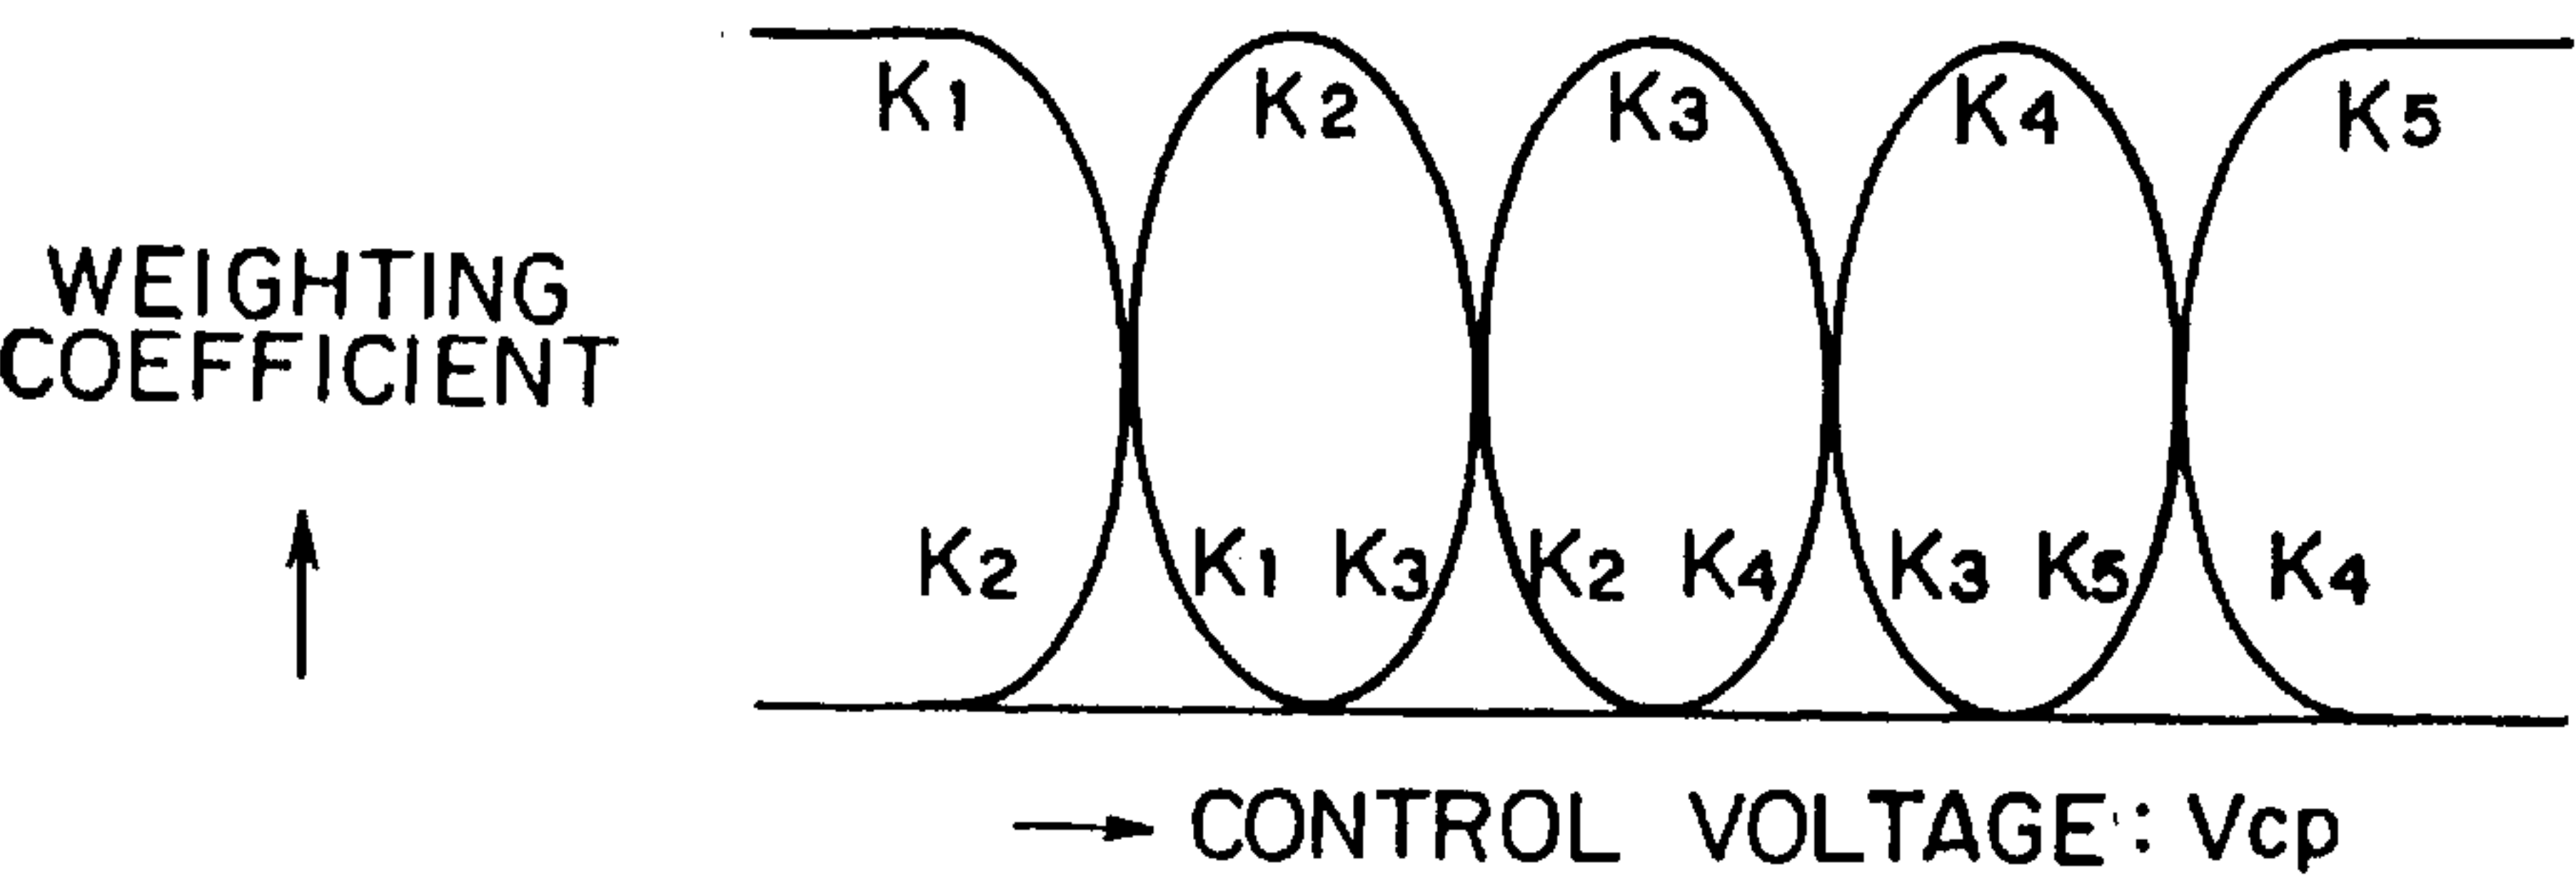 K1 K2 K3 K4 K5
WEIGHTING
COEFFICIENT
K2 K1 K3 K2 K4 K3 K5 K4
CONTROL VOLTAGE: Vcp